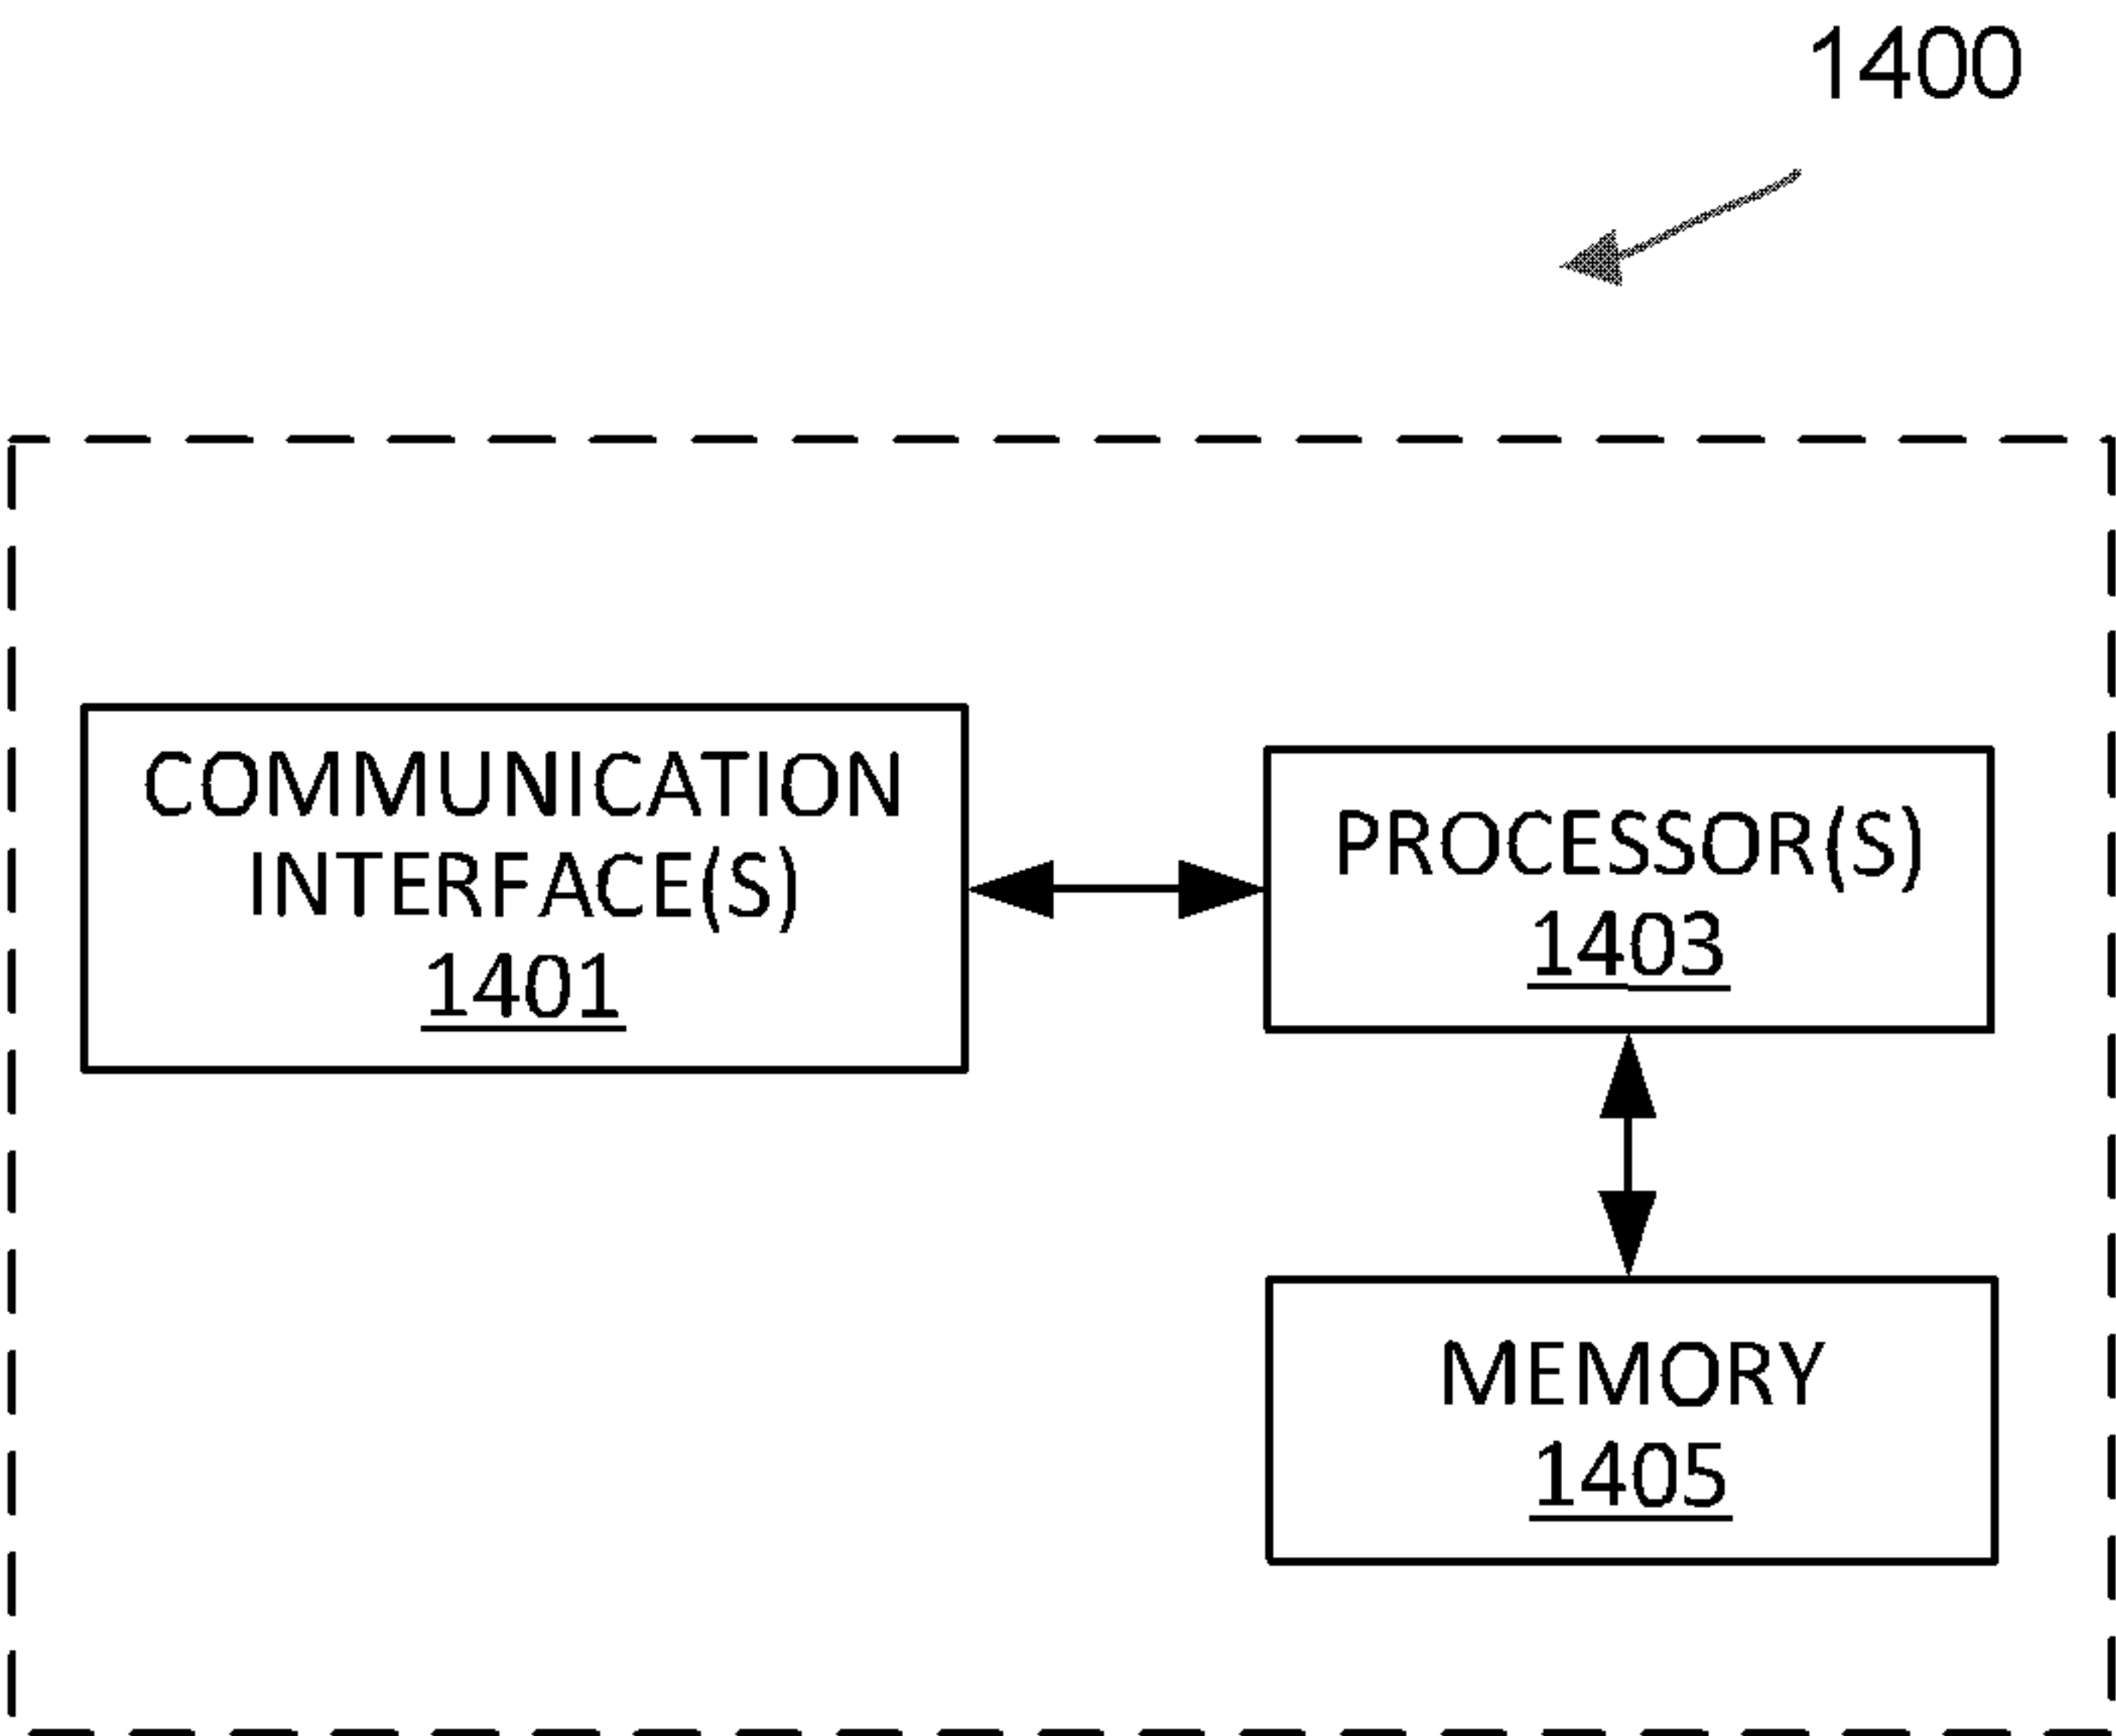 1400
COMMUNICATION
INTERFACE(S)
1401
PROCESSOR(S)
1403
MEMORY
1405